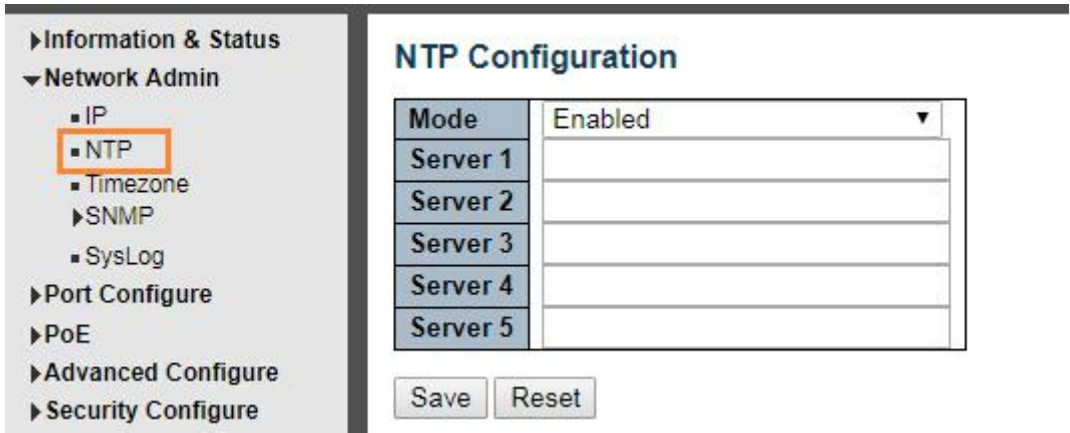 Information & Status
Network Admin
IP
NTP
Timezone
SNMP
SysLog
Port Configure
PoE
Advanced Configure
Security Configure
NTP Configuration
Mode Enabled
Server 1
Server 2
Server 3
Server 4
Server 5
Save Reset